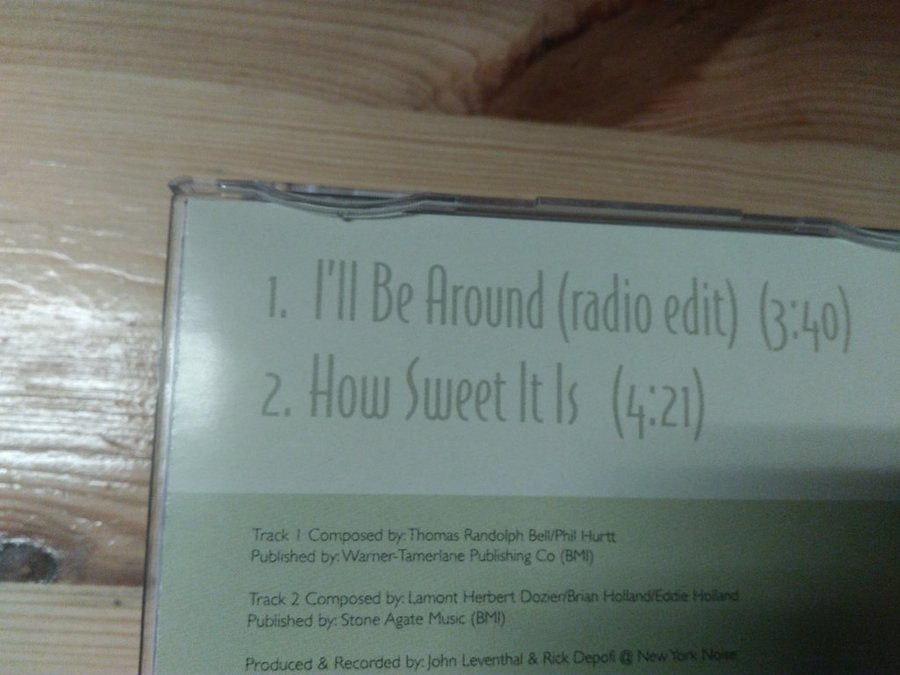 1. I'll Be Around (radio edit) (3:40)
2. How Sweet It Is (4:21)
Track 1 Composed by: Thomas Randolph Bell/Phil Hurtt
Published by: Warner-Tamerlane Publishing Co (BMI)
Track 2 Composed by: Lamont Herbert Dozier/Brian Holland/Eddie Holland
Published by: Stone Agate Music (BMI)
Produced & Recorded by: John Leventhal & Rick Depofi @ New York Noise